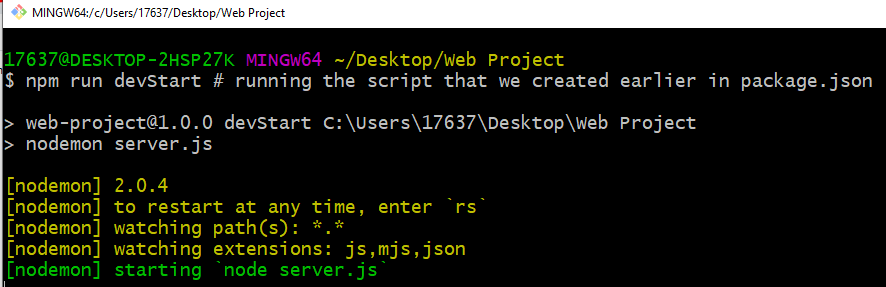 MINGW64:/c/Users/17637/Desktop/Web Project
17637@DESKTOP-2HSP27K MINGW64 ~/Desktop/Web Project
$ npm run devStart # running the script that we created earlier in package.json
> web-project@1.0.0 devStart C:\Users\17637\Desktop\Web Project
> nodemon server.js
[nodemon] 2.0.4
[nodemon] to restart at any time, enter `rs`
[nodemon] watching path(s): *.*
[nodemon] watching extensions: js,mjs,json
[nodemon] starting `node server.js`